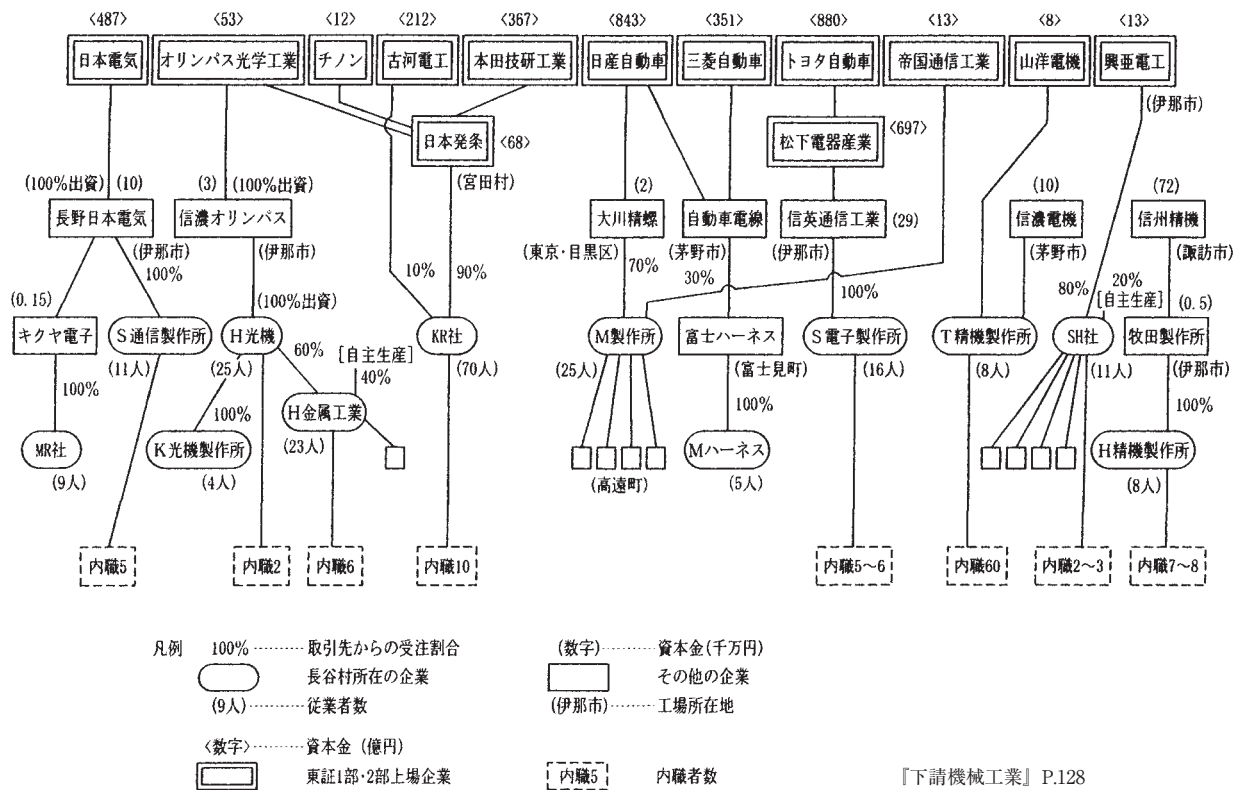 〈487〉 〈53〉 〈12〉 〈212〉 〈367〉 〈843〉 〈351〉 〈880〉 〈13〉 〈8〉 〈13〉
日本電気 オリンパス光学工業 チノン 古河電工 本田技研工業 日産自動車 三菱自動車 トヨタ自動車 帝国通信工業 山洋電機 興亜電工
(伊那市)
日本発条 〈68〉 松下電器産業 〈697〉
(100%出資) (10) (3) (100%出資) (宮田村) (2) (10) (72)
長野日本電気 信濃オリンパス 大川精螺 自動車電線 信英通信工業 (29) 信濃電機 信州精機
(伊那市) (伊那市) (東京・目黒区) (茅野市) (伊那市) (茅野市) (諏訪市)
100% 10% 90% 70% 30% 100% 80% 20%
(0.15) (100%出資) [自主生産] (0.5)
キクヤ電子 S通信製作所 H光機 KR社 M製作所 富士ハーネス S電子製作所 T精機製作所 SH社 牧田製作所
(11人) (25人) 60% [自主生産] (70人) (25人) (富士見町) (16人) (8人) (11人) (伊那市)
100% 100% 40% 100% 100%
H金属工業
MR社 K光機製作所 (23人) Mハーネス H精機製作所
(9人) (4人) (高遠町) (5人) (8人)
内職5 内職2 内職6 内職10 内職5～6 内職60 内職2～3 内職7～8
凡例 100%………取引先からの受注割合 (数字)………資本金(千万円)
長谷村所在の企業 その他の企業
(9人)………従業者数 (伊那市)………工場所在地
〈数字〉………資本金 (億円)
東証1部・2部上場企業 内職5 内職者数 『下請機械工業』P.128